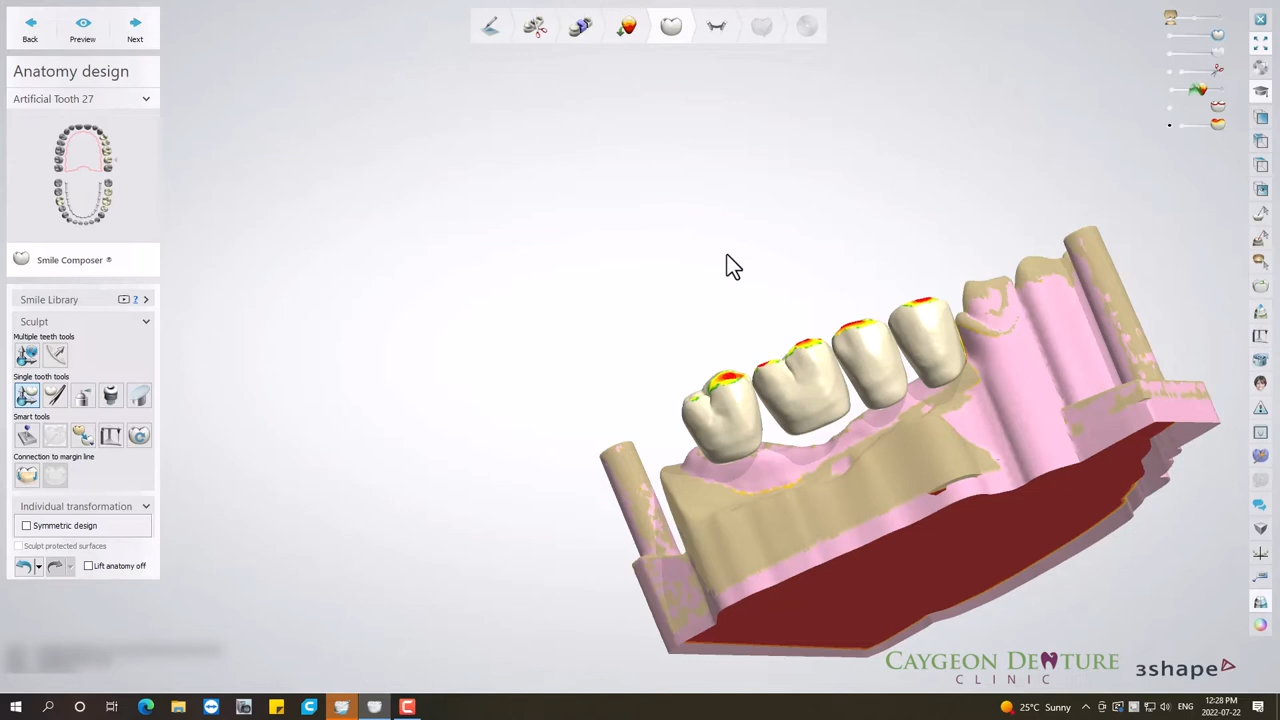 Back
Preview
Next
Anatomy design
Artificial Tooth 27
Smile Composer ®
Smile Library
?
Sculpt
Multiple teeth tools
Single tooth tools
Smart tools
Connection to margin line
Individual transformation
Symmetric design
Sculpt protected surfaces
Lift anatomy off
CAYGEON DENTURE
CLINIC
3shape
25°C Sunny
ENG
12:28 PM
2022-07-22